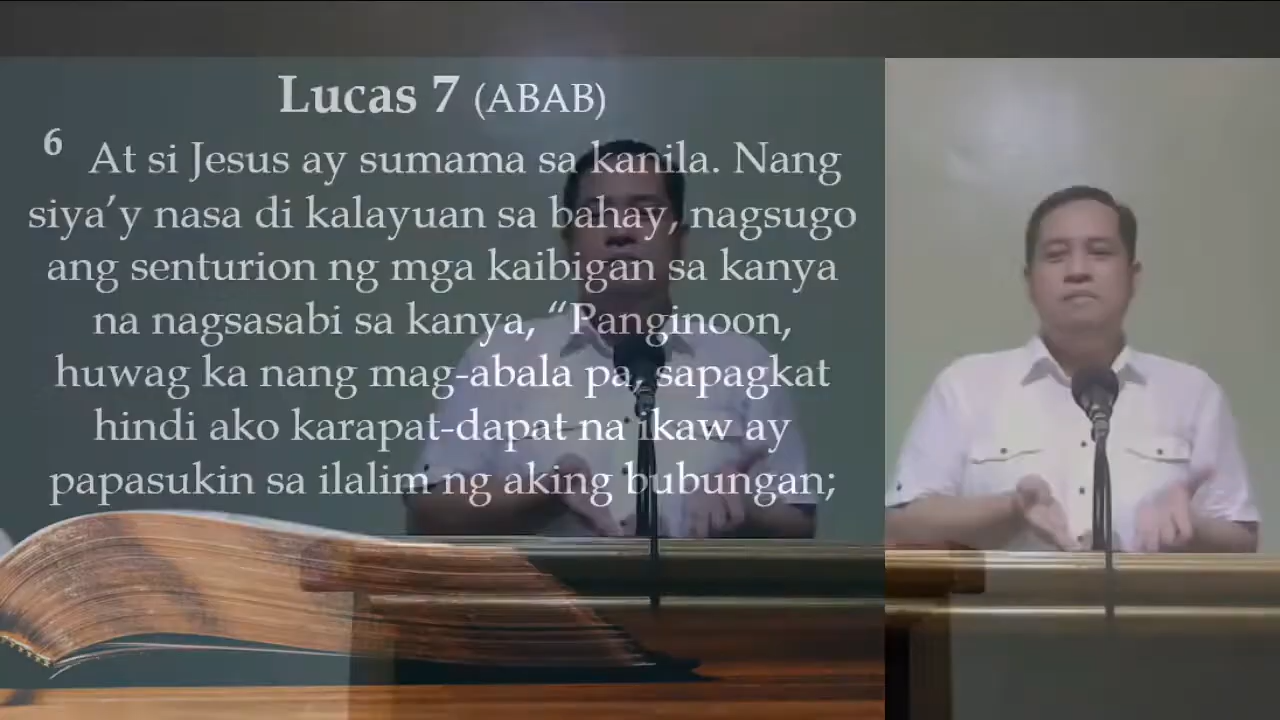 Lucas 7 (ABAB)
6 At si Jesus ay sumama sa kanila. Nang
siya’y nasa di kalayuan sa bahay, nagsugo
ang senturion ng mga kaibigan sa kanya
na nagsasabi sa kanya, “Panginoon,
huwag ka nang mag-abala pa, sapagkat
hindi ako karapat-dapat na ikaw ay
papasukin sa ilalim ng aking bubungan;